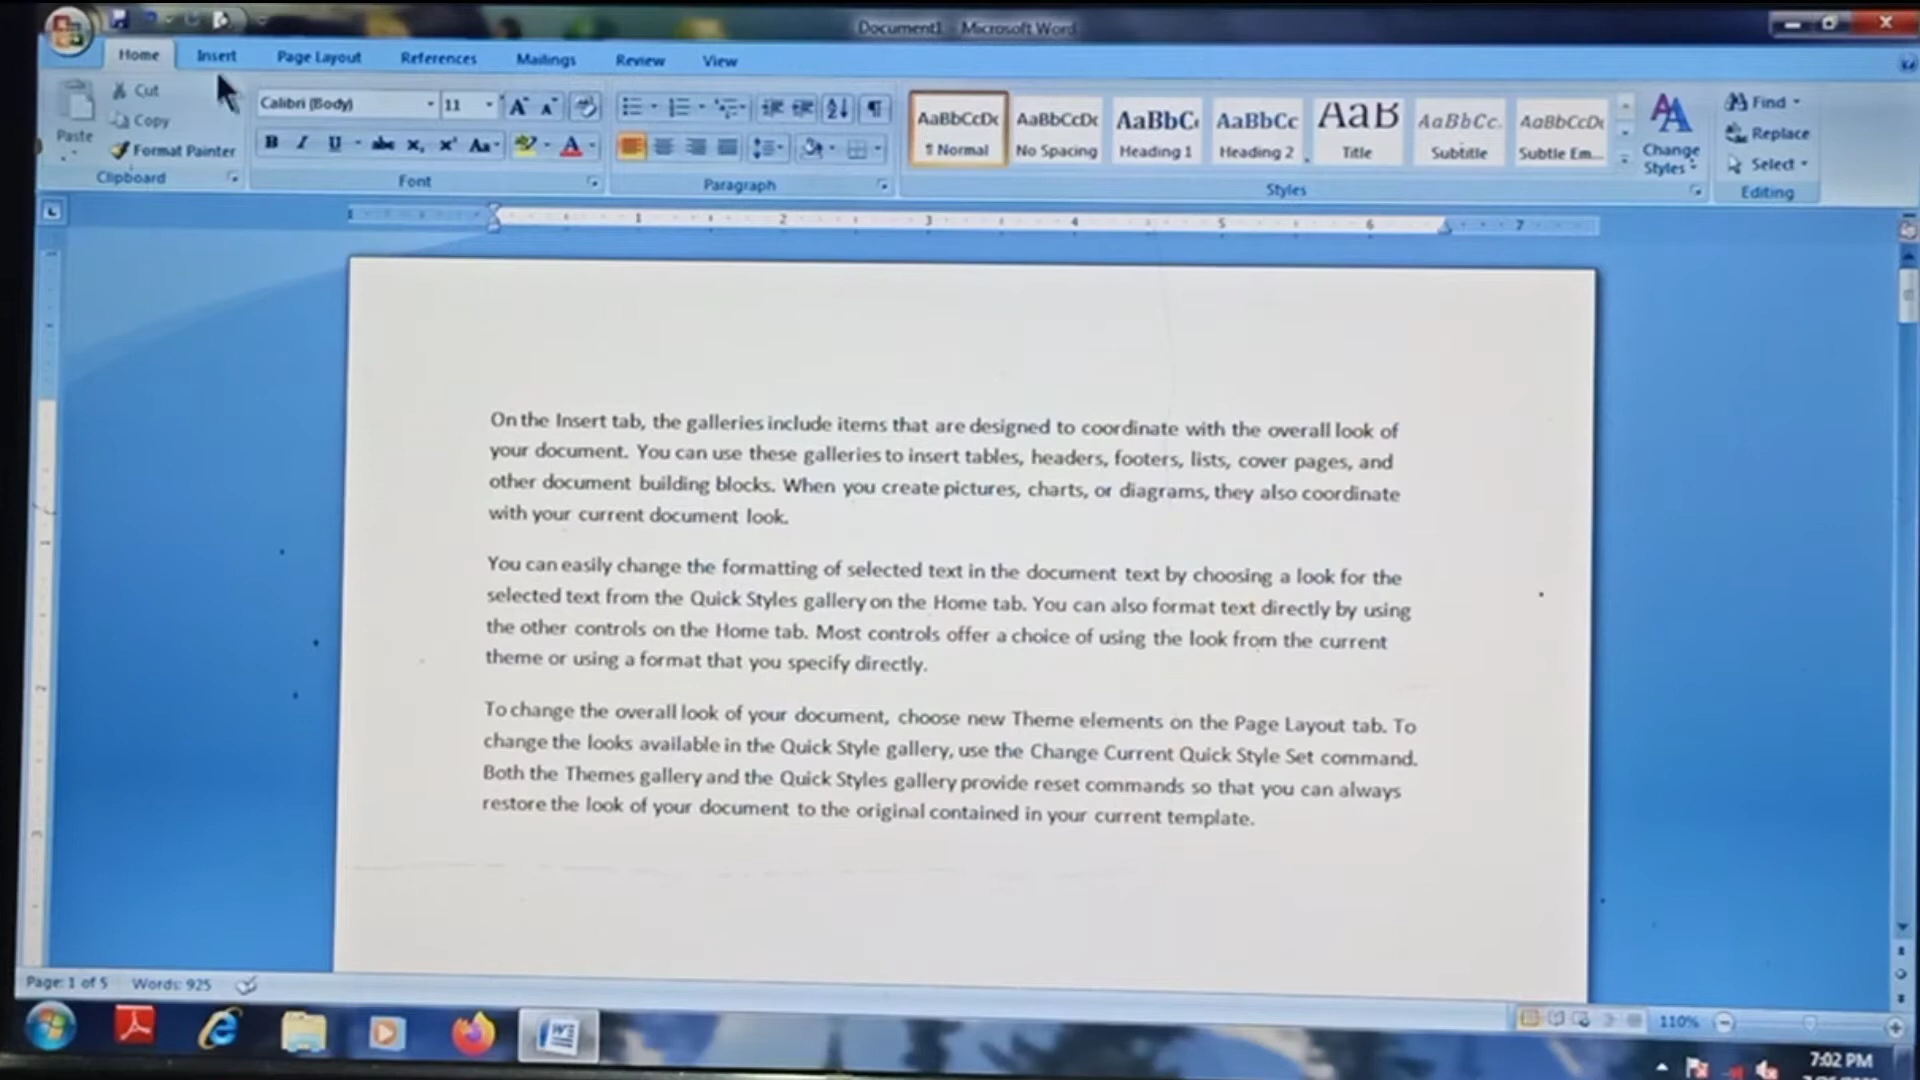 Document1 - Microsoft Word
Home Insert Page Layout References Mailings Review View
Paste
Cut
Copy
Format Painter
Clipboard
Calibri (Body) 11
B I U abc x x Aa A
Font
Paragraph
AaBbCcDc AaBbCcDc AaBbC AaBbCc AaB AaBbCc. AaBbCcDc
¶ Normal No Spacing Heading 1 Heading 2 Title Subtitle Subtle Em...
Styles
Change
Styles
Find
Replace
Select
Editing
1 1 2 3 4 5 6 7
On the Insert tab, the galleries include items that are designed to coordinate with the overall look of
your document. You can use these galleries to insert tables, headers, footers, lists, cover pages, and
other document building blocks. When you create pictures, charts, or diagrams, they also coordinate
with your current document look.
You can easily change the formatting of selected text in the document text by choosing a look for the
selected text from the Quick Styles gallery on the Home tab. You can also format text directly by using
the other controls on the Home tab. Most controls offer a choice of using the look from the current
theme or using a format that you specify directly.
To change the overall look of your document, choose new Theme elements on the Page Layout tab. To
change the looks available in the Quick Style gallery, use the Change Current Quick Style Set command.
Both the Themes gallery and the Quick Styles gallery provide reset commands so that you can always
restore the look of your document to the original contained in your current template.
Page: 1 of 5 Words: 925
110%
7:02 PM